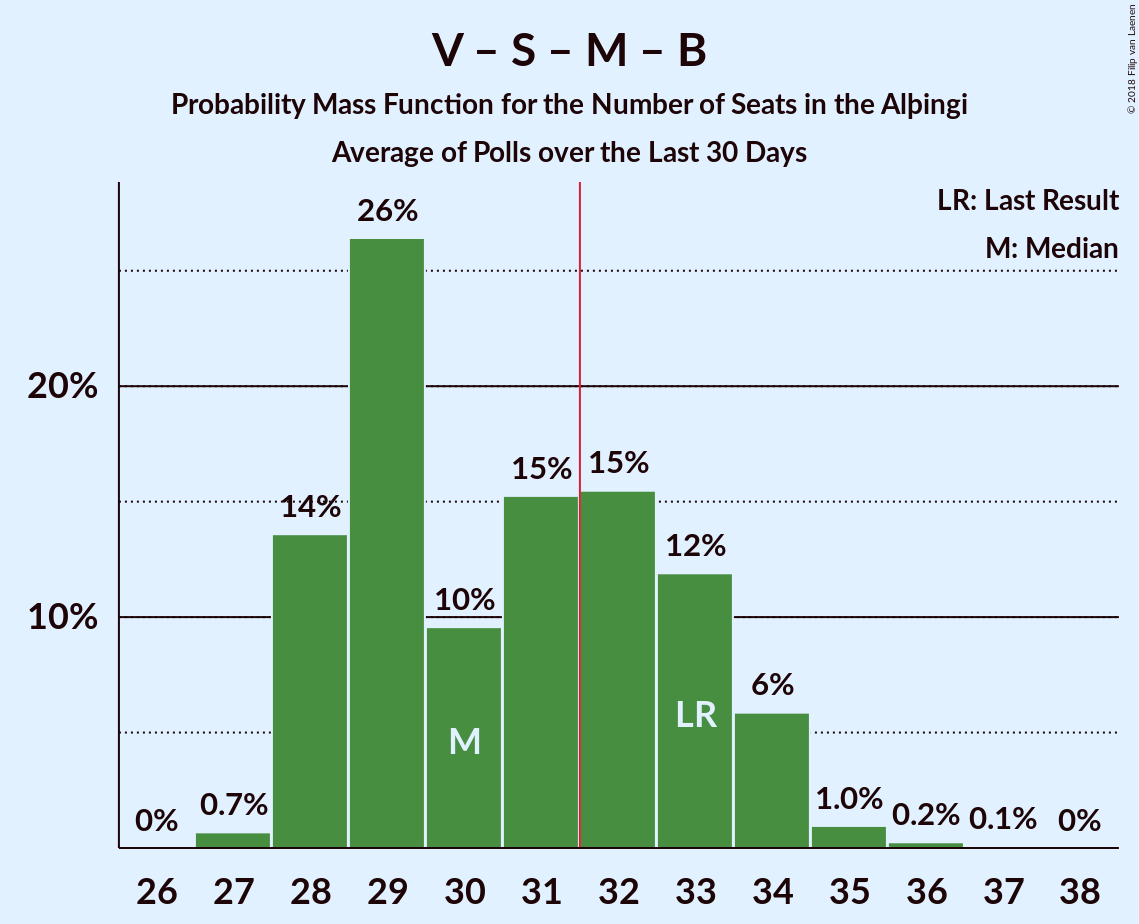 V – S – M – B
Probability Mass Function for the Number of Seats in the Alþingi
Average of Polls over the Last 30 Days
© 2018 Filip van Laenen
LR: Last Result
M: Median
20%
10%
0%
0.7%
14%
26%
10%
15%
15%
12%
6%
1.0%
0.2%
0.1%
0%
M
LR
26 27 28 29 30 31 32 33 34 35 36 37 38